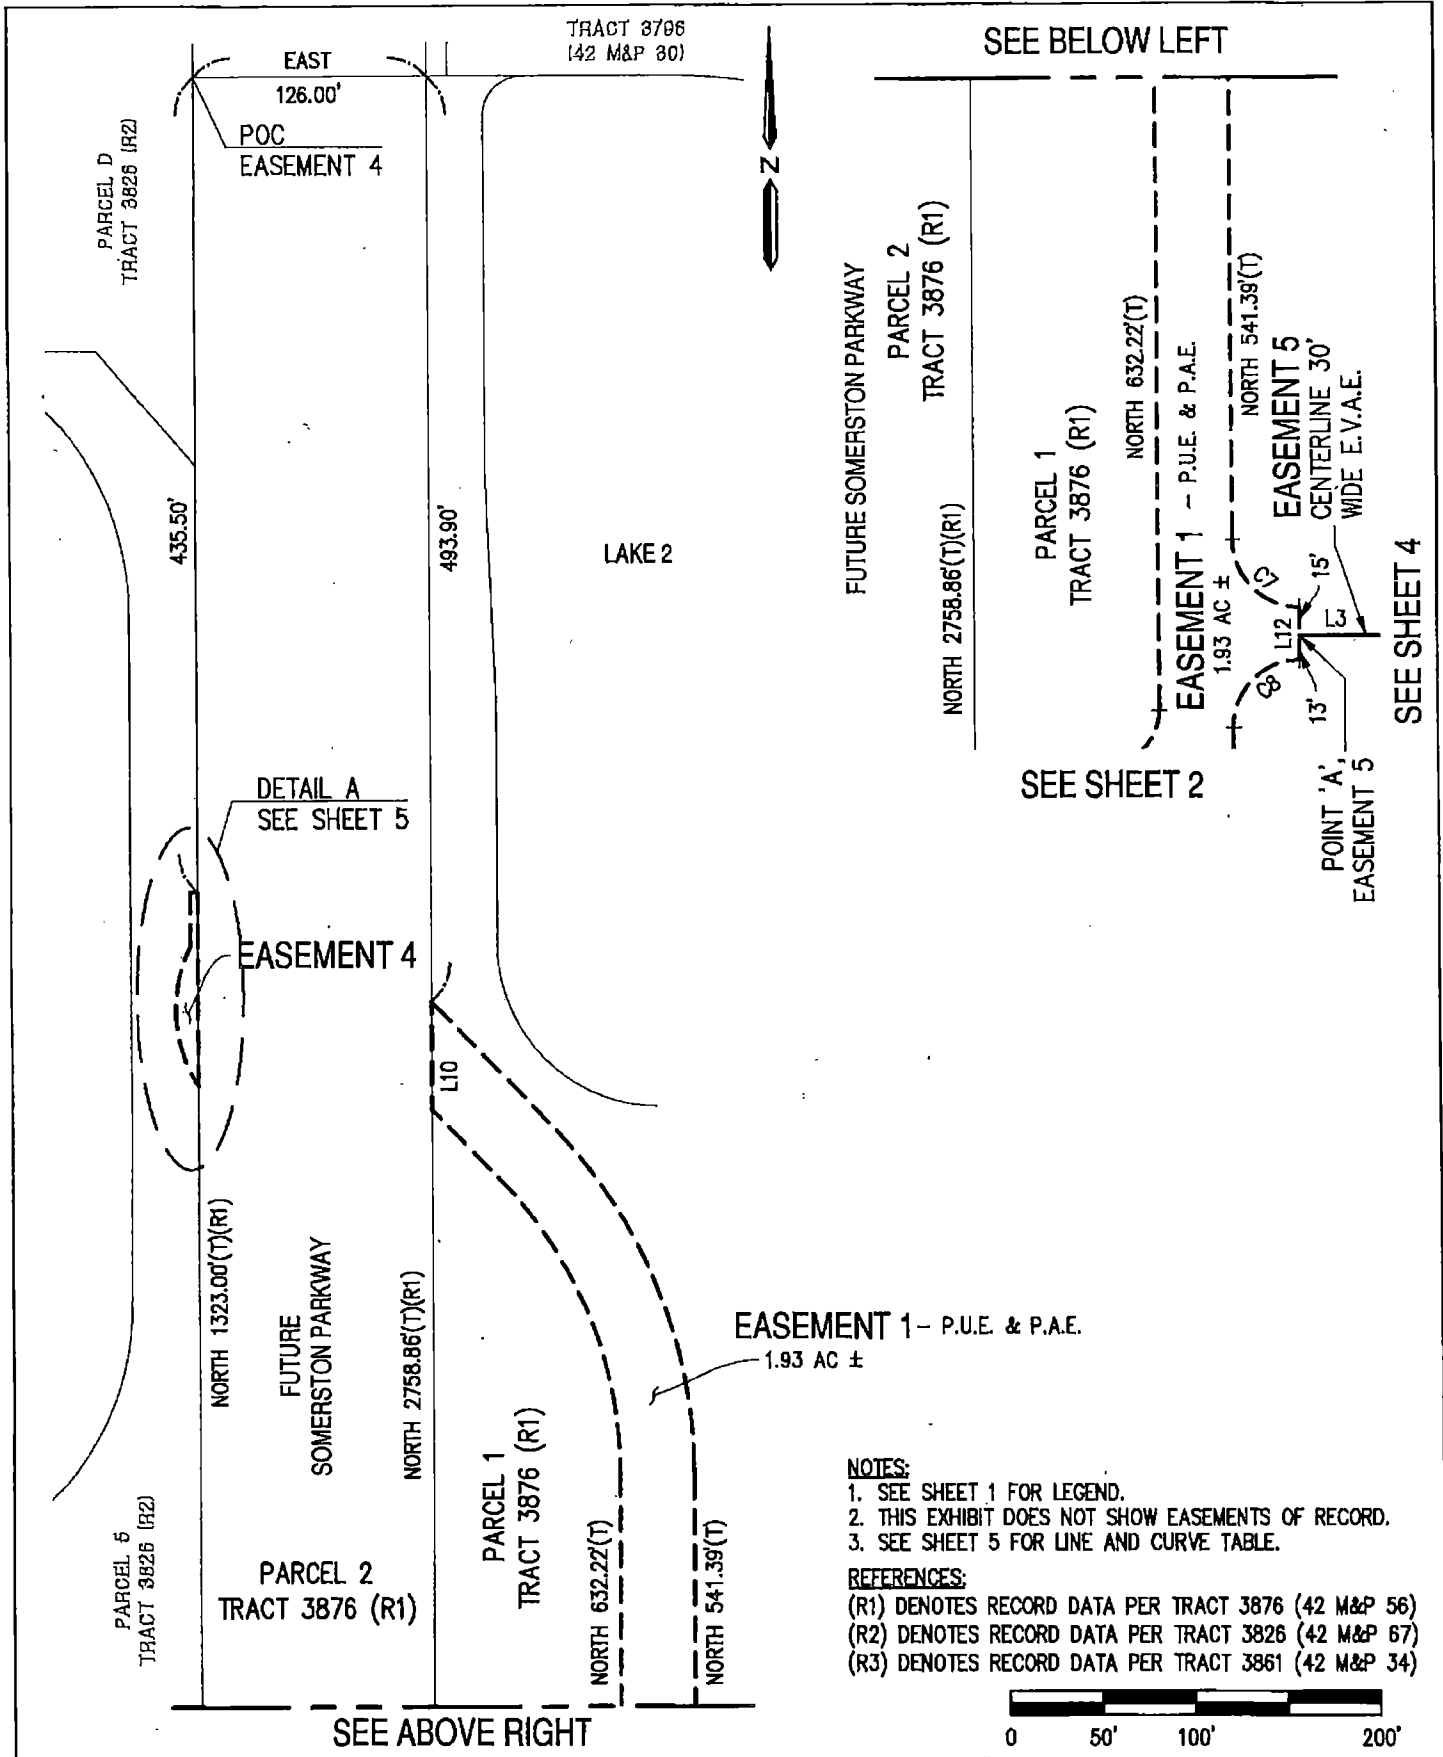 TRACT 3796
(42 M&P 30)
EAST
126.00'
POC
EASEMENT 4
PARCEL D
TRACT 3826 (R2)
N
435.50'
493.90'
LAKE 2
DETAIL A
SEE SHEET 5
EASEMENT 4
L10
NORTH 1323.00'(T)(R1)
FUTURE
SOMERSTON PARKWAY
NORTH 2758.86'(T)(R1)
EASEMENT 1 - P.U.E. & P.A.E.
1.93 AC ±
PARCEL 1
TRACT 3876 (R1)
PARCEL 5
TRACT 3826 (R2)
PARCEL 2
TRACT 3876 (R1)
NORTH 632.22'(T)
NORTH 541.39'(T)
SEE ABOVE RIGHT
SEE BELOW LEFT
FUTURE SOMERSTON PARKWAY
PARCEL 2
TRACT 3876 (R1)
NORTH 2758.86'(T)(R1)
PARCEL 1
TRACT 3876 (R1)
NORTH 632.22'(T)
EASEMENT 1 - P.U.E. & P.A.E.
1.93 AC ±
NORTH 541.39'(T)
EASEMENT 5
CENTERLINE 30'
WIDE E.V.A.E.
C7
15'
L12
L3
C8
13'
POINT 'A',
EASEMENT 5
SEE SHEET 4
SEE SHEET 2
NOTES:
1. SEE SHEET 1 FOR LEGEND.
2. THIS EXHIBIT DOES NOT SHOW EASEMENTS OF RECORD.
3. SEE SHEET 5 FOR LINE AND CURVE TABLE.
REFERENCES:
(R1) DENOTES RECORD DATA PER TRACT 3876 (42 M&P 56)
(R2) DENOTES RECORD DATA PER TRACT 3826 (42 M&P 67)
(R3) DENOTES RECORD DATA PER TRACT 3861 (42 M&P 34)
0 50' 100' 200'